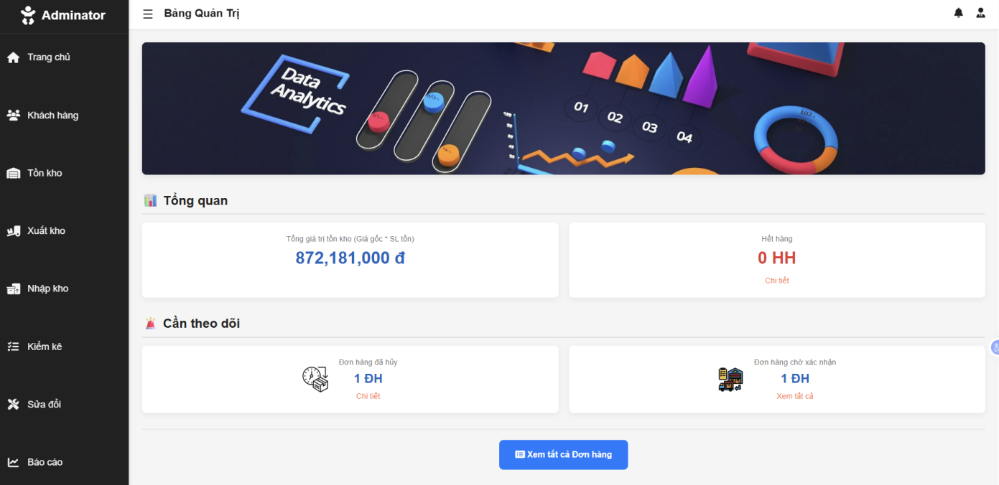 Adminator
Bảng Quản Trị
Trang chủ
Khách hàng
Tồn kho
Xuất kho
Nhập kho
Kiểm kê
Sửa đổi
Báo cáo
Data
Analytics
01
02
03
04
Tổng quan
Tổng giá trị tồn kho (Giá gốc * SL tồn)
872,181,000 đ
Hết hàng
0 HH
Chi tiết
Cần theo dõi
Đơn hàng đã hủy
1 ĐH
Chi tiết
Đơn hàng chờ xác nhận
1 ĐH
Xem tất cả
Xem tất cả Đơn hàng